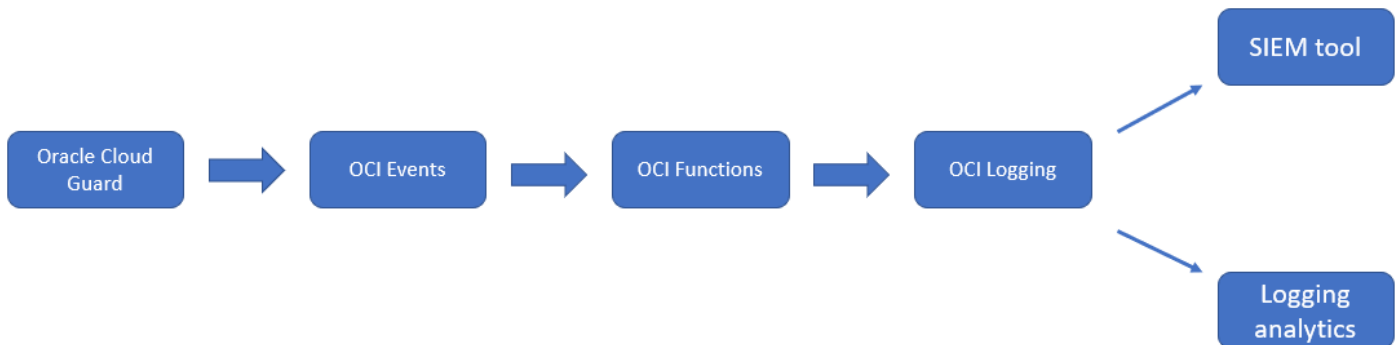 SIEM tool
Oracle Cloud
Guard
OCI Events
OCI Functions
OCI Logging
Logging
analytics